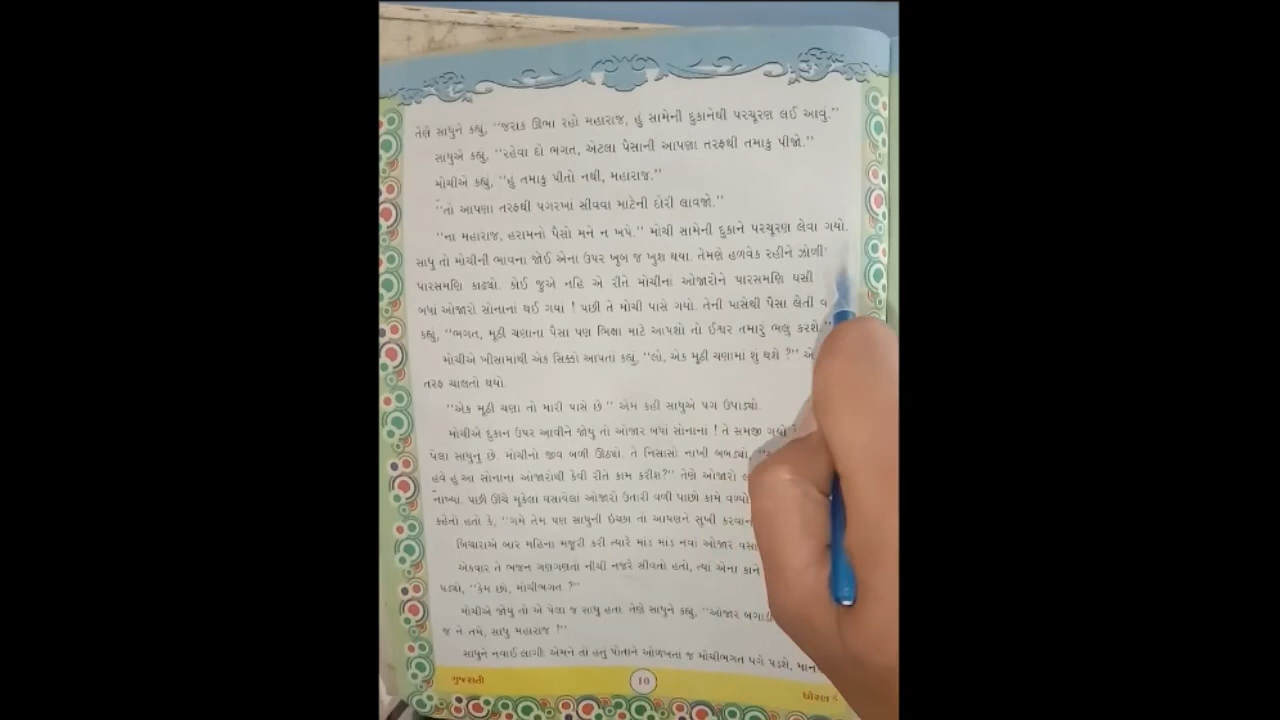 તેણે સાધુને કહ્યું, “જરાક ઊભા રહો મહારાજ, હું સામેની દુકાનેથી પરચૂરણ લઈ આવું.”
સાધુએ કહ્યું, “રહેવા દો ભગત, એટલા પૈસાની આપણા તરફથી તમાકુ પીજો.”
મોચીએ કહ્યું, “હું તમાકુ પીતો નથી, મહારાજ.”
“તો આપણા તરફથી પગરખાં સીવવા માટેની દોરી લાવજો.”
“ના મહારાજ, હરામનો પૈસો મને ન ખપે.” મોચી સામેની દુકાને પરચૂરણ લેવા ગયો.
સાધુ તો મોચીની ભાવના જોઈ એના ઉપર ખુબ જ ખુશ થયા. તેમણે હળવેક રહીને ઝોળી
પારસમણિ કાઢ્યો. કોઈ જુએ નહિ એ રીતે મોચીનાં ઓજારોને પારસમણિ ઘસી
બધાં ઓજારો સોનાનાં થઈ ગયાં ! પછી તે મોચી પાસે ગયો. તેની પાસેથી પૈસા લેતી વ
કહ્યું, “ભગત, મૂઠી ચણાના પૈસા પણ ભિક્ષા માટે આપશો તો ઈશ્વર તમારું ભલું કરશે.”
મોચીએ ખીસામાંથી એક સિક્કો આપતાં કહ્યું, “લો, એક મૂઠી ચણામાં શું થશે ?” એ
તરફ ચાલતો થયો.
“એક મૂઠી ચણા તો મારી પાસે છે.” એમ કહી સાધુએ પગ ઉપાડ્યો.
મોચીએ દુકાન ઉપર આવીને જોયું તો ઓજાર બધાં સોનાનાં ! તે સમજી ગયો
પેલા સાધુનું છે. મોચીનો જીવ બળી ઊઠ્યો. તે નિસાસો નાખી બબડ્યો,
હવે હું આ સોનાના ઓજારોથી કેવી રીતે કામ કરીશ?” તેણે ઓજારો
નાખ્યા. પાછી ઊંચે મૂકેલા ઘસાયેલા ઓજારો ઉતારી વળી પાછો કામે વળગ્યો
કહેતો હતો કે, “ગમે તેમ પણ સાધુની ઇચ્છા તો આપણને સુખી કરવાન
બિચારાએ બાર મહિના મજૂરી કરી ત્યારે માંડ માંડ નવા ઓજાર વસા
એકવાર તે ભજન ગણગણતો નીચી નજરે સીવતો હતો, ત્યાં એના કાને
પડ્યો, “કેમ છો, મોચીભગત ?”
મોચીએ જોયું તો એ પેલા જ સાધુ હતા. તેણે સાધુને કહ્યું, “ઓજાર બગાડી
જ ને તમે, સાધુ મહારાજ !”
સાધુને નવાઈ લાગી. એમને તો હતું પોતાને ઓળખતાં જ મોચીભગત પગે પડશે, માન
ગુજરાતી
10
ધોરણ